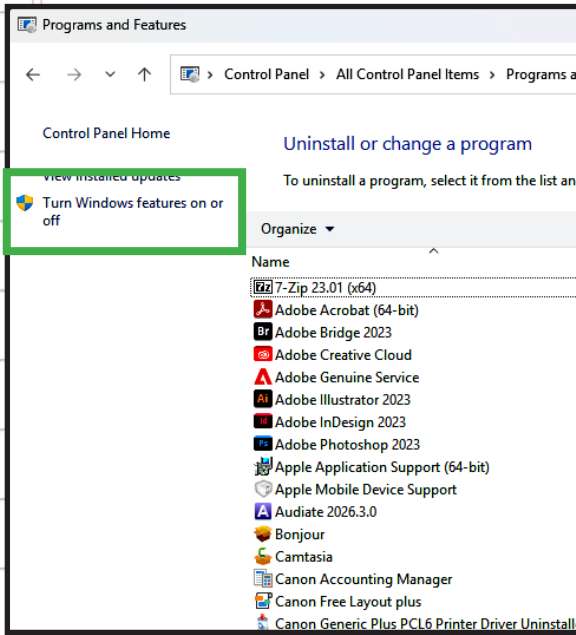 Programs and Features
Control Panel > All Control Panel Items > Programs a
Control Panel Home
View installed updates
Turn Windows features on or
off
Uninstall or change a program
To uninstall a program, select it from the list an
Organize
Name
7-Zip 23.01 (x64)
Adobe Acrobat (64-bit)
Adobe Bridge 2023
Adobe Creative Cloud
Adobe Genuine Service
Adobe Illustrator 2023
Adobe InDesign 2023
Adobe Photoshop 2023
Apple Application Support (64-bit)
Apple Mobile Device Support
Audiate 2026.3.0
Bonjour
Camtasia
Canon Accounting Manager
Canon Free Layout plus
Canon Generic Plus PCL6 Printer Driver Uninstall